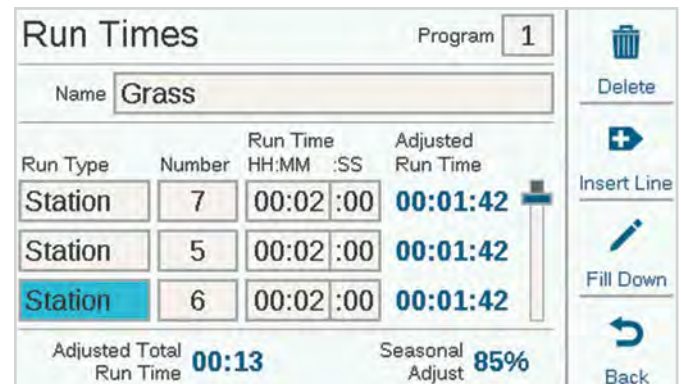 Run Times
Program 1
Delete
Name Grass
Run Type Number Run Time HH:MM :SS Adjusted Run Time
Insert Line
Station 7 00:02 :00 00:01:42
Station 5 00:02 :00 00:01:42
Fill Down
Station 6 00:02 :00 00:01:42
Adjusted Total Run Time 00:13
Seasonal Adjust 85%
Back